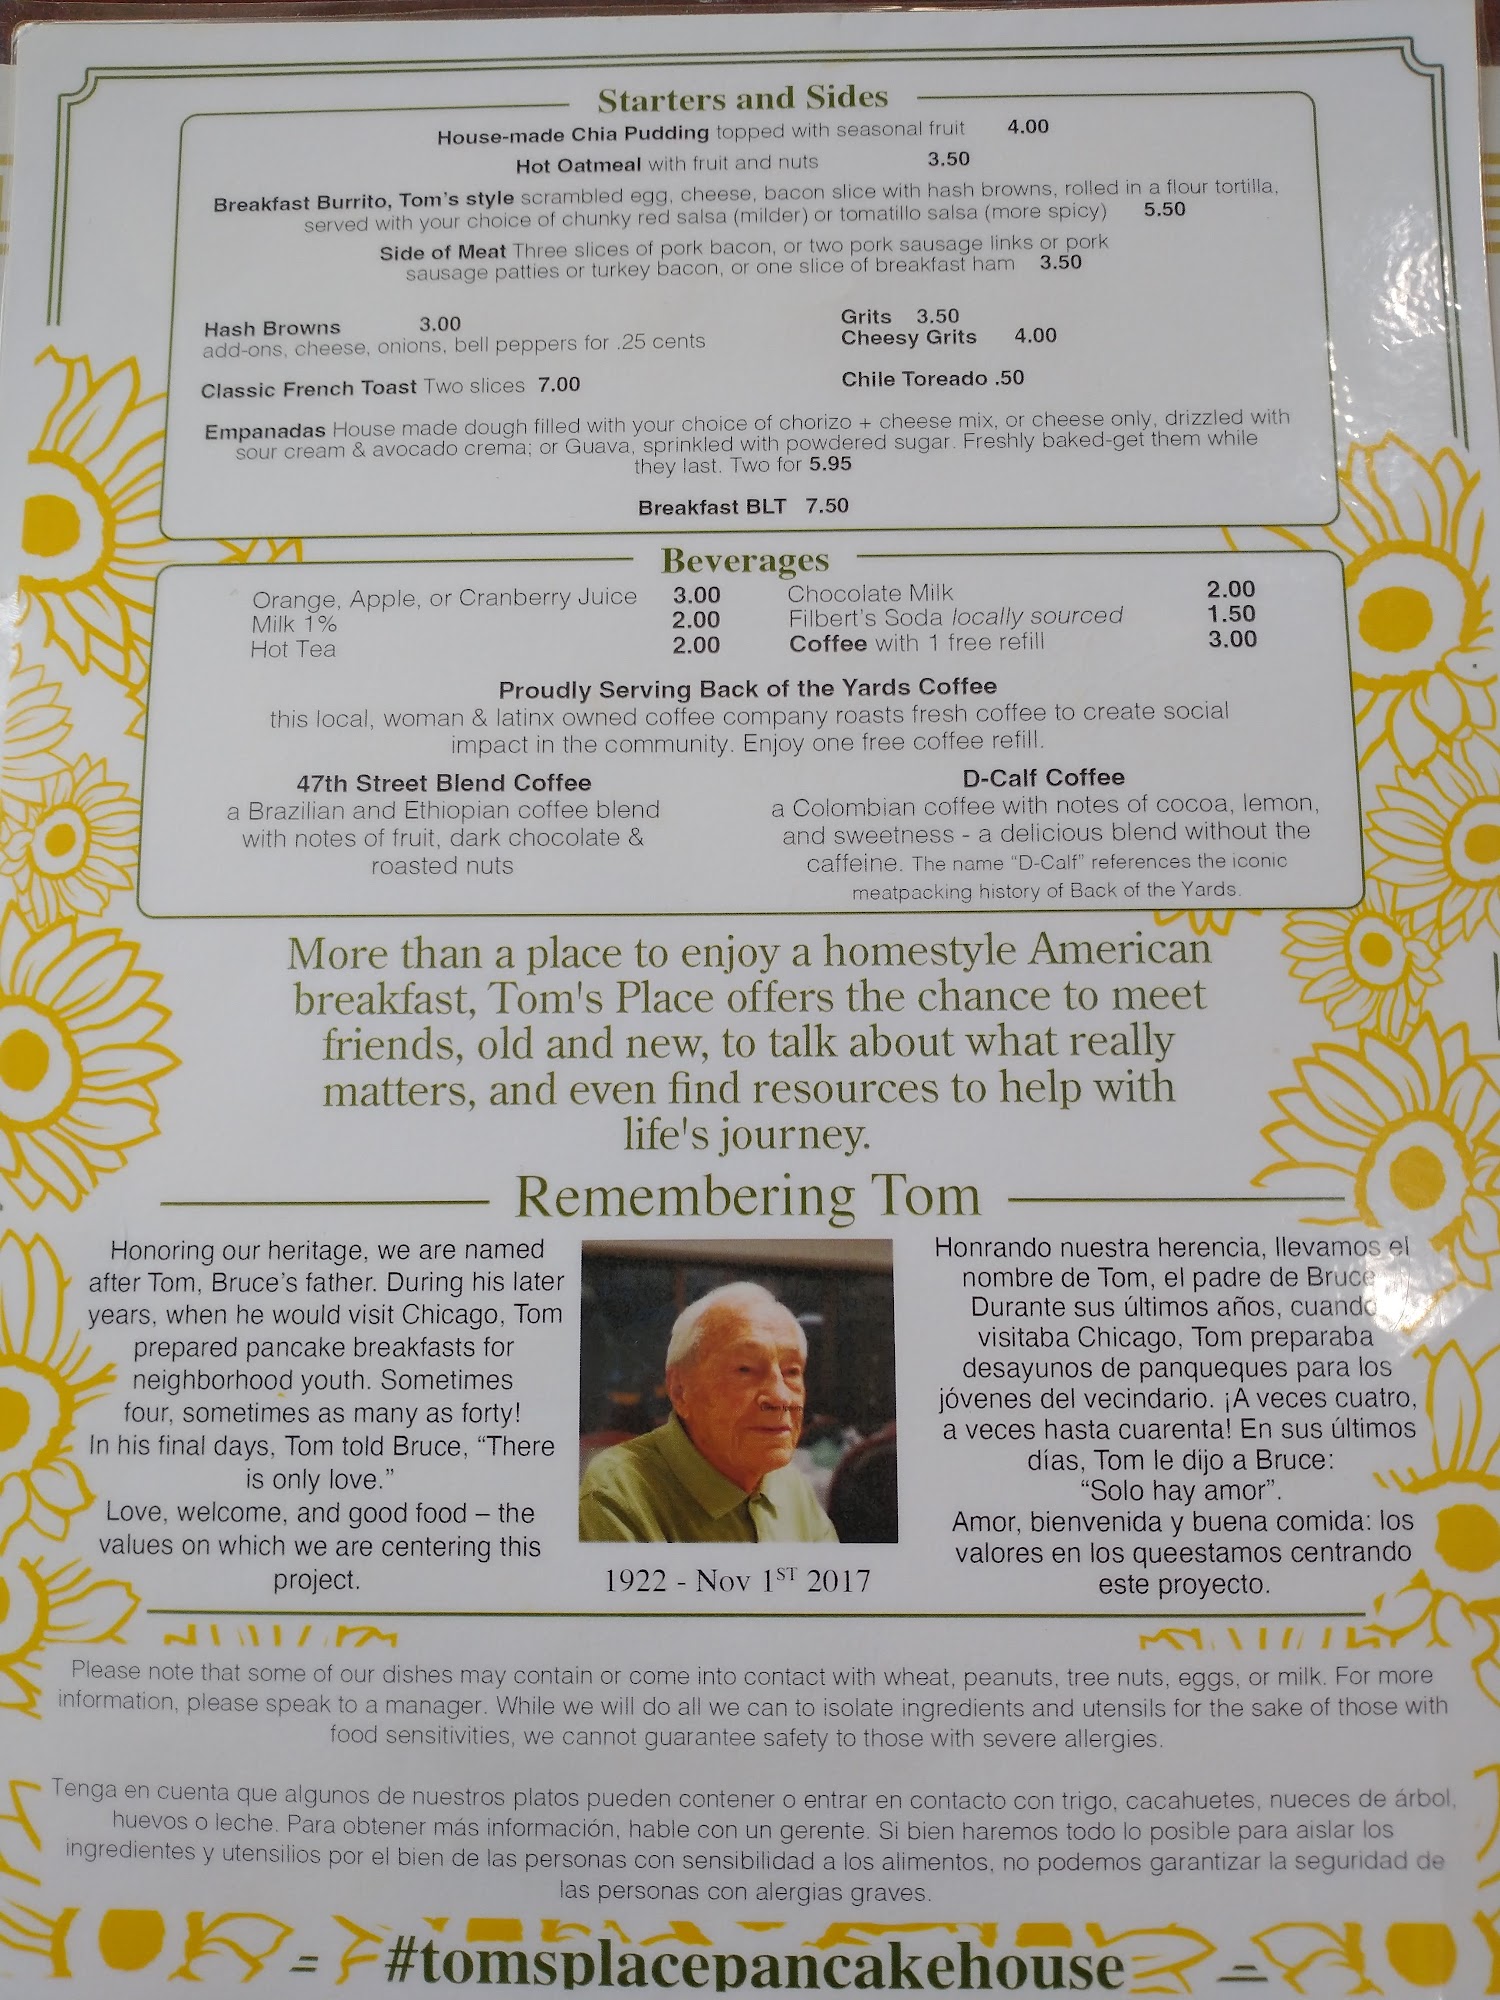 Starters and Sides
House-made Chia Pudding topped with seasonal fruit 4.00
Hot Oatmeal with fruit and nuts 3.50
Breakfast Burrito, Tom's style scrambled egg, cheese, bacon slice with hash browns, rolled in a flour tortilla,
served with your choice of chunky red salsa (milder) or tomatillo salsa (more spicy) 5.50
Side of Meat Three slices of pork bacon, or two pork sausage links or pork
sausage patties or turkey bacon, or one slice of breakfast ham 3.50
Hash Browns 3.00
add-ons, cheese, onions, bell peppers for .25 cents
Grits 3.50
Cheesy Grits 4.00
Classic French Toast Two slices 7.00
Chile Toreado .50
Empanadas House made dough filled with your choice of chorizo + cheese mix, or cheese only, drizzled with
sour cream & avocado crema; or Guava, sprinkled with powdered sugar. Freshly baked-get them while
they last. Two for 5.95
Breakfast BLT 7.50
Beverages
Orange, Apple, or Cranberry Juice 3.00
Milk 1% 2.00
Hot Tea 2.00
Chocolate Milk 2.00
Filbert's Soda locally sourced 1.50
Coffee with 1 free refill 3.00
Proudly Serving Back of the Yards Coffee
this local, woman & latinx owned coffee company roasts fresh coffee to create social
impact in the community. Enjoy one free coffee refill.
47th Street Blend Coffee
a Brazilian and Ethiopian coffee blend
with notes of fruit, dark chocolate &
roasted nuts
D-Calf Coffee
a Colombian coffee with notes of cocoa, lemon,
and sweetness - a delicious blend without the
caffeine. The name "D-Calf" references the iconic
meatpacking history of Back of the Yards.
More than a place to enjoy a homestyle American
breakfast, Tom's Place offers the chance to meet
friends, old and new, to talk about what really
matters, and even find resources to help with
life's journey.
Remembering Tom
Honoring our heritage, we are named
after Tom, Bruce's father. During his later
years, when he would visit Chicago, Tom
prepared pancake breakfasts for
neighborhood youth. Sometimes
four, sometimes as many as forty!
In his final days, Tom told Bruce, “There
is only love.”
Love, welcome, and good food – the
values on which we are centering this
project.
1922 - Nov 1ST 2017
Honrando nuestra herencia, llevamos el
nombre de Tom, el padre de Bruce
Durante sus últimos años, cuando
visitaba Chicago, Tom preparaba
desayunos de panqueques para los
jóvenes del vecindario. ¡A veces cuatro,
a veces hasta cuarenta! En sus últimos
días, Tom le dijo a Bruce:
“Solo hay amor”.
Amor, bienvenida y buena comida: los
valores en los queestamos centrando
este proyecto.
Please note that some of our dishes may contain or come into contact with wheat, peanuts, tree nuts, eggs, or milk. For more
information, please speak to a manager. While we will do all we can to isolate ingredients and utensils for the sake of those with
food sensitivities, we cannot guarantee safety to those with severe allergies.
Tenga en cuenta que algunos de nuestros platos pueden contener o entrar en contacto con trigo, cacahuetes, nueces de árbol,
huevos o leche. Para obtener más información, hable con un gerente. Si bien haremos todo lo posible para aislar los
ingredientes y utensilios por el bien de las personas con sensibilidad a los alimentos, no podemos garantizar la seguridad de
las personas con alergias graves.
#tomsplacepancakehouse